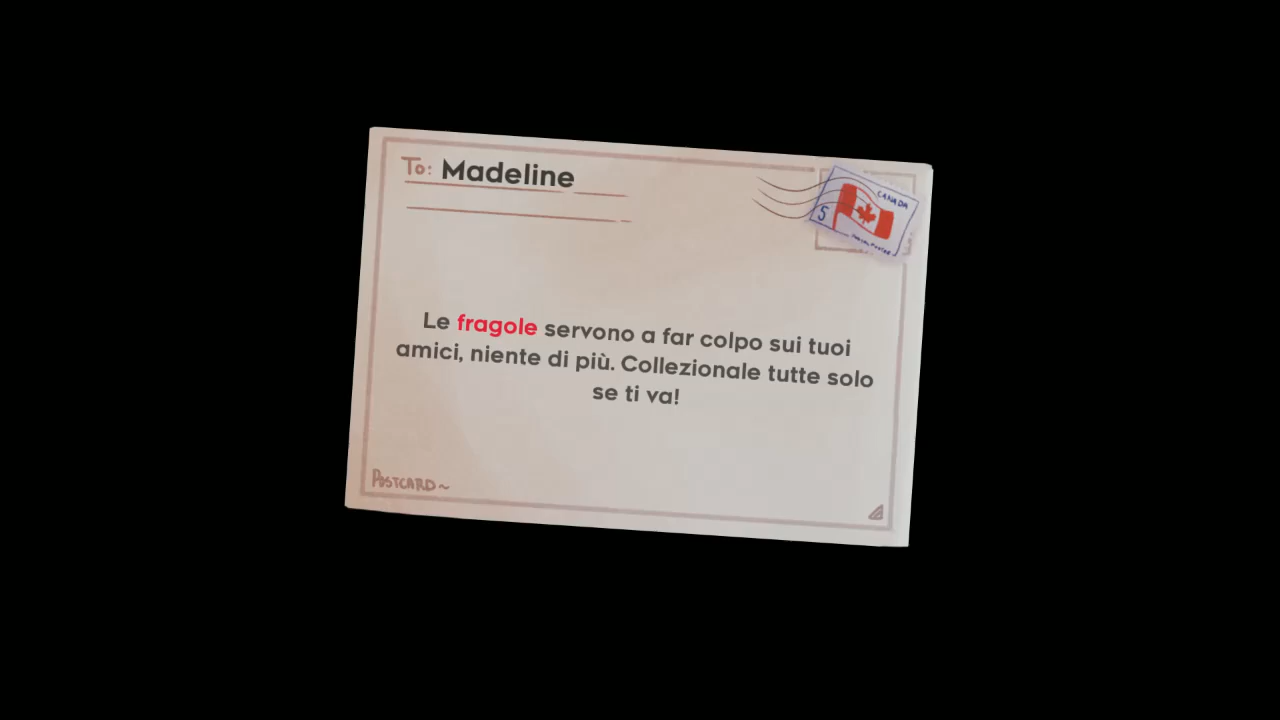 To: Madeline
CANADA
5
Le fragole servono a far colpo sui tuoi
amici, niente di più. Collezionale tutte solo
se ti va!
POSTCARD~